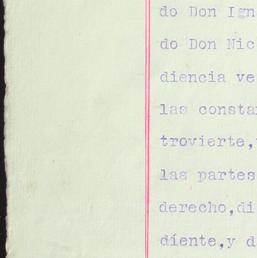 do Don Ign
do Don Nic
diencia ve
las consta
trovierte,
las partes
derecho,di
diente,y d